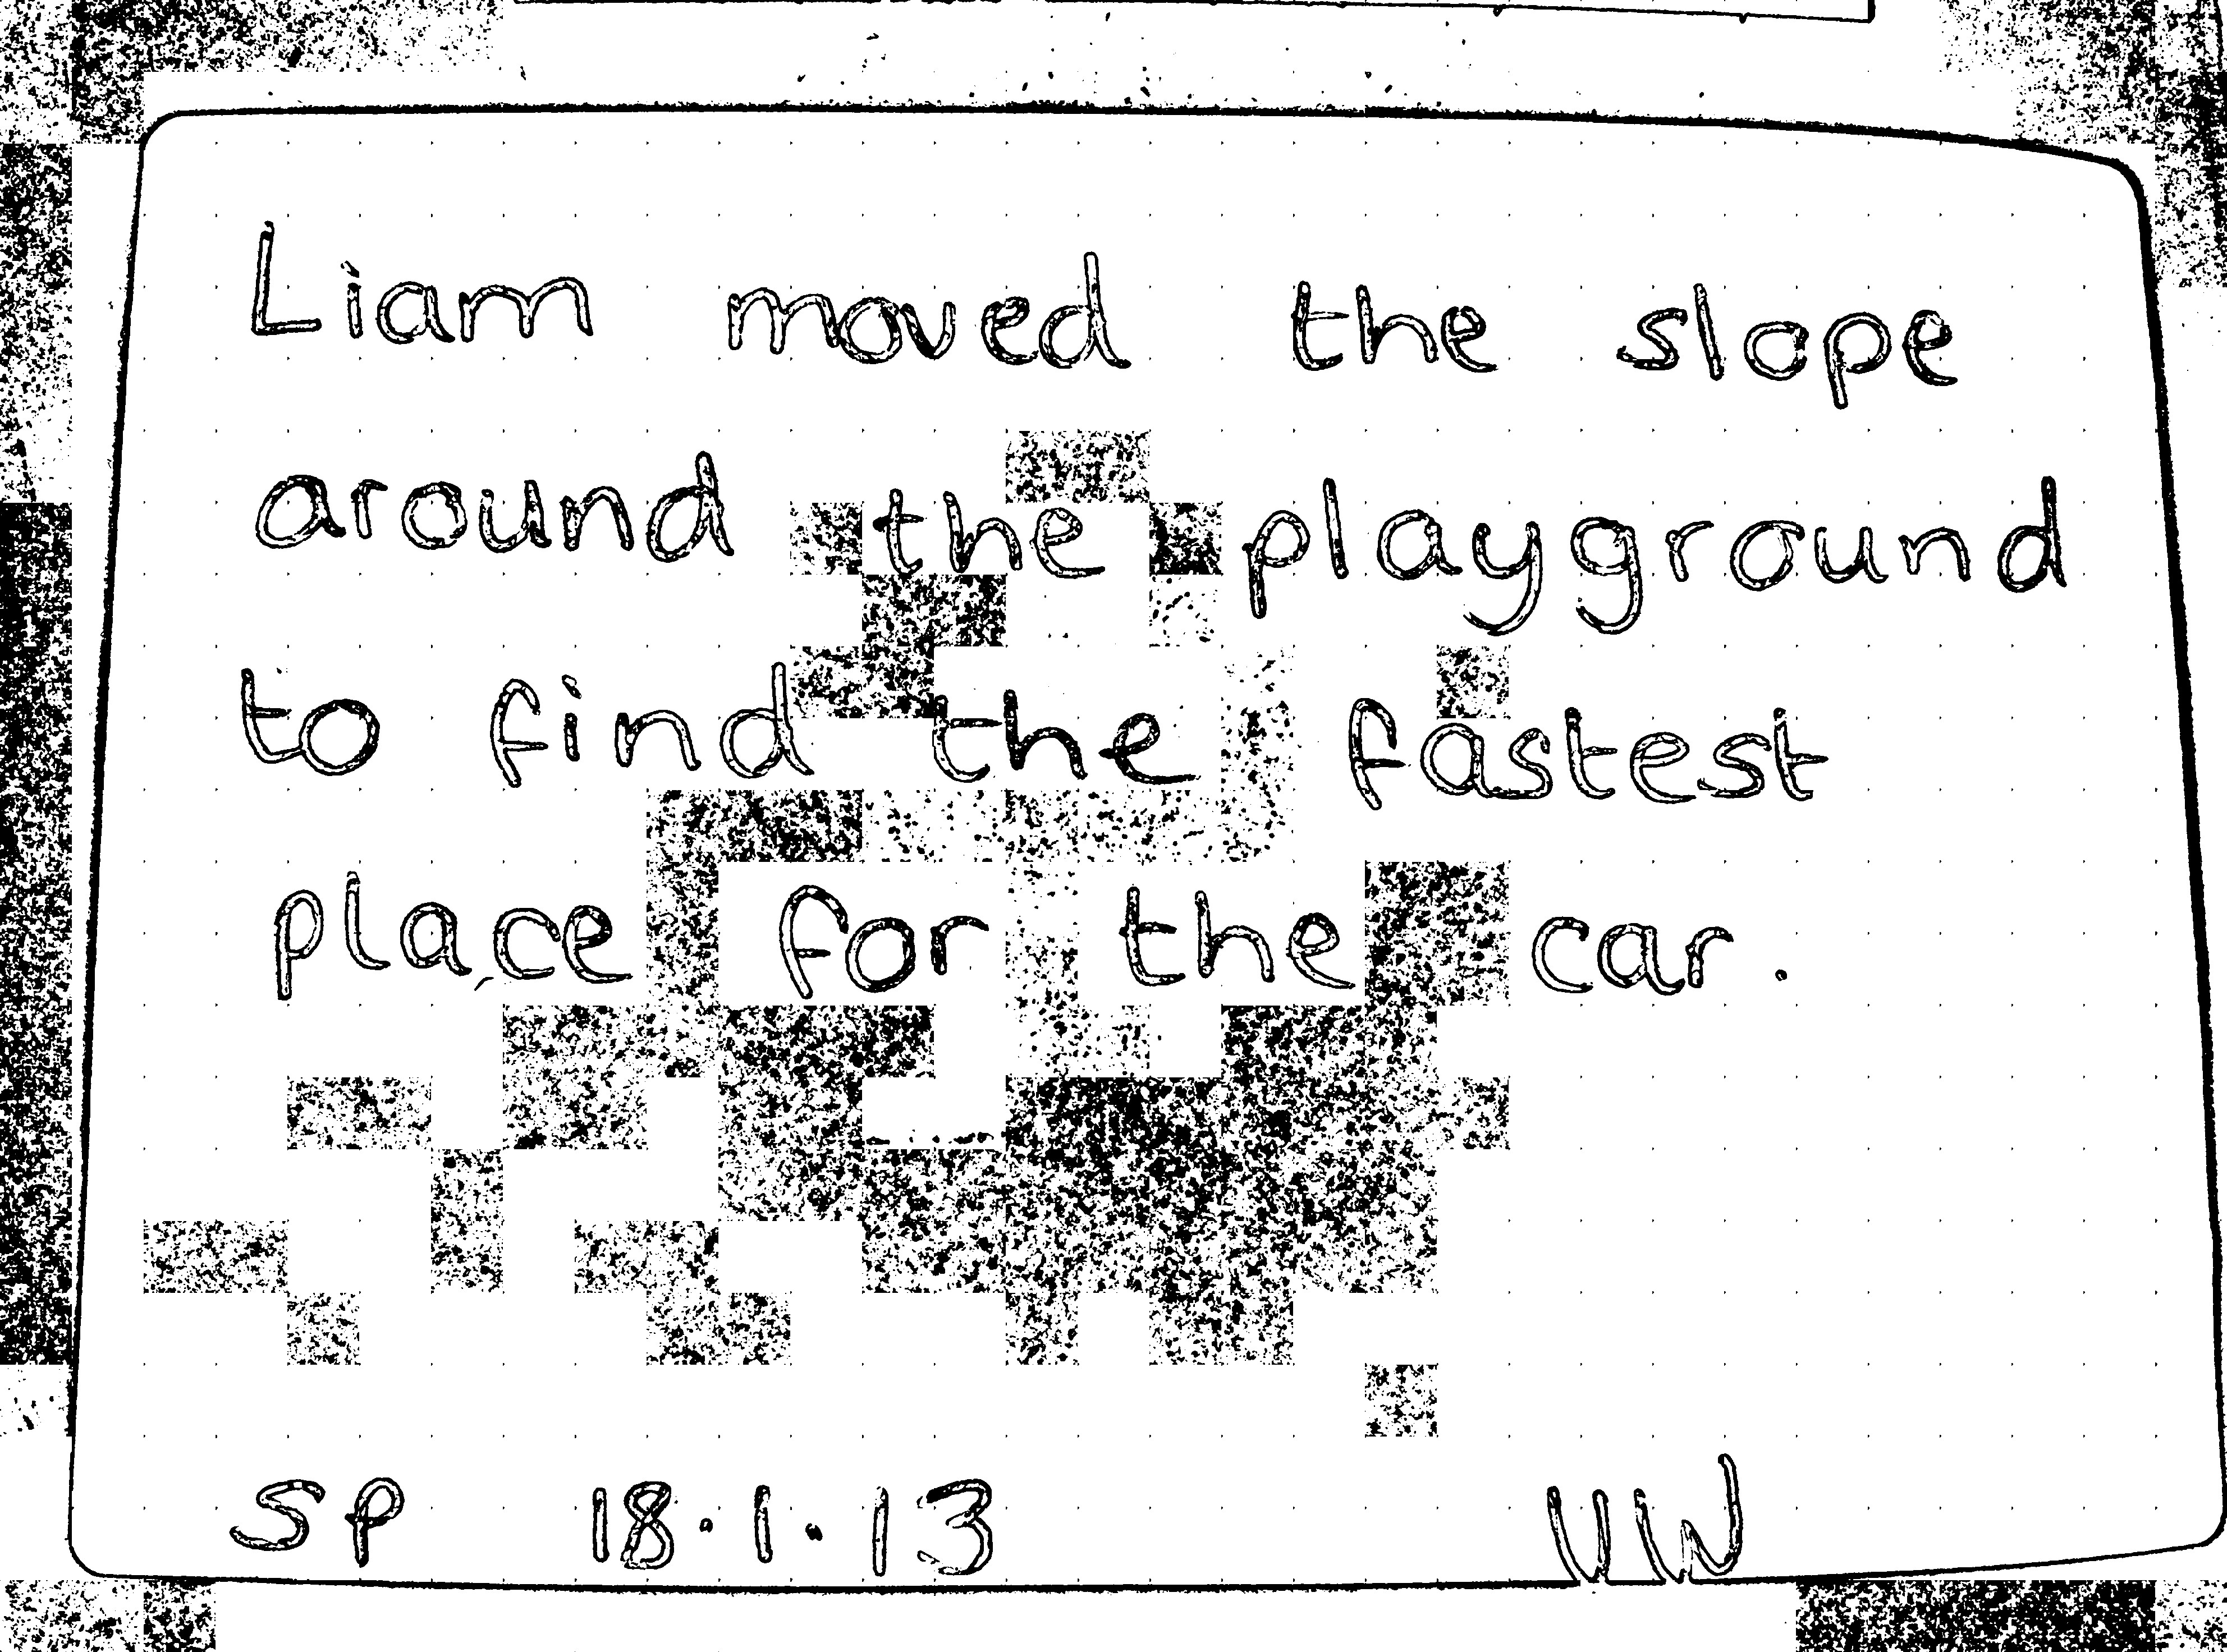 Liam moved the slope
around the playground
to find the fastest
place for the car.
SP 18.1.13 UW